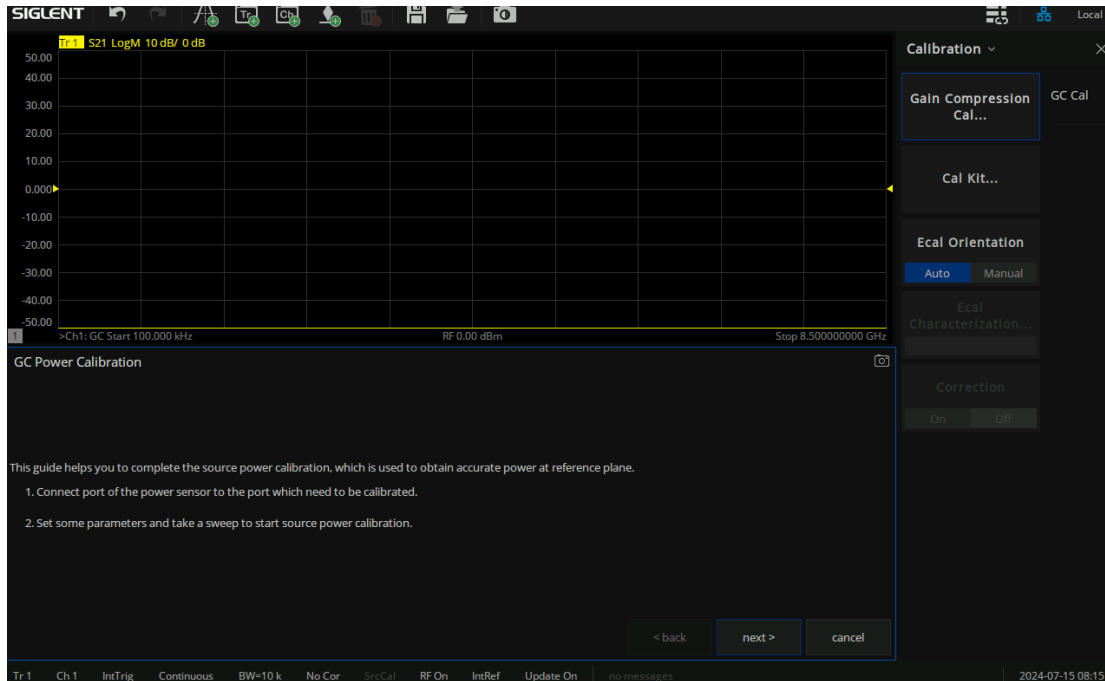 SIGLENT
Tr
Ch
Local
Tr 1 S21 LogM 10 dB/ 0 dB
50.00
40.00
30.00
20.00
10.00
0.000
-10.00
-20.00
-30.00
-40.00
-50.00
1
>Ch1: GC Start 100.000 kHz
RF 0.00 dBm
Stop 8.500000000 GHz
GC Power Calibration
This guide helps you to complete the source power calibration, which is used to obtain accurate power at reference plane.
1. Connect port of the power sensor to the port which need to be calibrated.
2. Set some parameters and take a sweep to start source power calibration.
< back
next >
cancel
Calibration
Gain Compression
Cal...
GC Cal
Cal Kit...
Ecal Orientation
Auto
Manual
Ecal
Characterization...
Correction
On
Off
Tr 1 Ch 1 IntTrig Continuous BW=10 k No Cor SrcCal RF On IntRef Update On no messages 2024-07-15 08:15